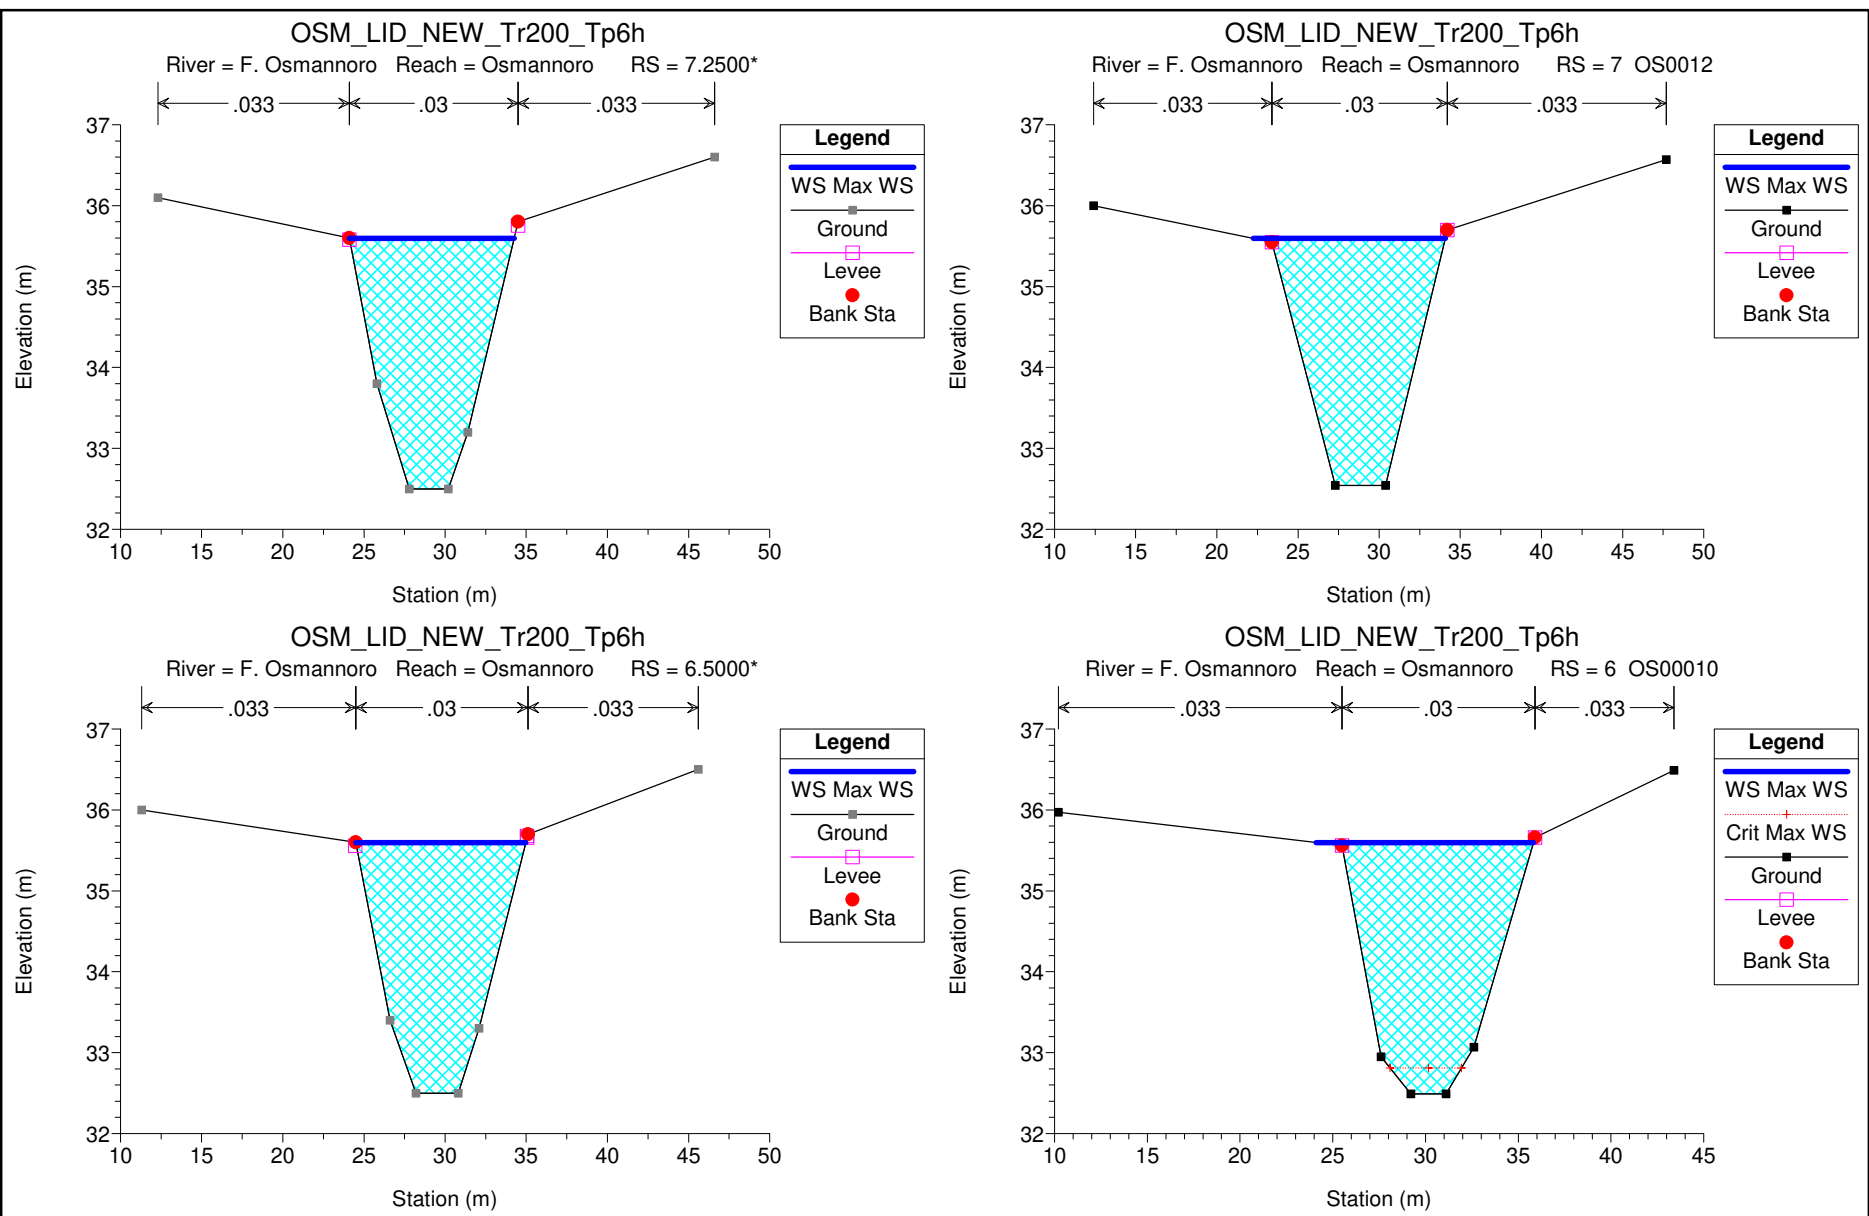 OSM_LID_NEW_Tr200_Tp6h
River = F. Osmannoro Reach = Osmannoro RS = 7.2500*
.033 .03 .033
37
36
35
34
33
32
10 15 20 25 30 35 40 45 50
Elevation (m)
Station (m)
Legend
WS Max WS
Ground
Levee
Bank Sta
OSM_LID_NEW_Tr200_Tp6h
River = F. Osmannoro Reach = Osmannoro RS = 7 OS0012
.033 .03 .033
37
36
35
34
33
32
10 15 20 25 30 35 40 45 50
Elevation (m)
Station (m)
Legend
WS Max WS
Ground
Levee
Bank Sta
OSM_LID_NEW_Tr200_Tp6h
River = F. Osmannoro Reach = Osmannoro RS = 6.5000*
.033 .03 .033
37
36
35
34
33
32
10 15 20 25 30 35 40 45 50
Elevation (m)
Station (m)
Legend
WS Max WS
Ground
Levee
Bank Sta
OSM_LID_NEW_Tr200_Tp6h
River = F. Osmannoro Reach = Osmannoro RS = 6 OS00010
.033 .03 .033
37
36
35
34
33
32
10 15 20 25 30 35 40 45
Elevation (m)
Station (m)
Legend
WS Max WS
Crit Max WS
Ground
Levee
Bank Sta